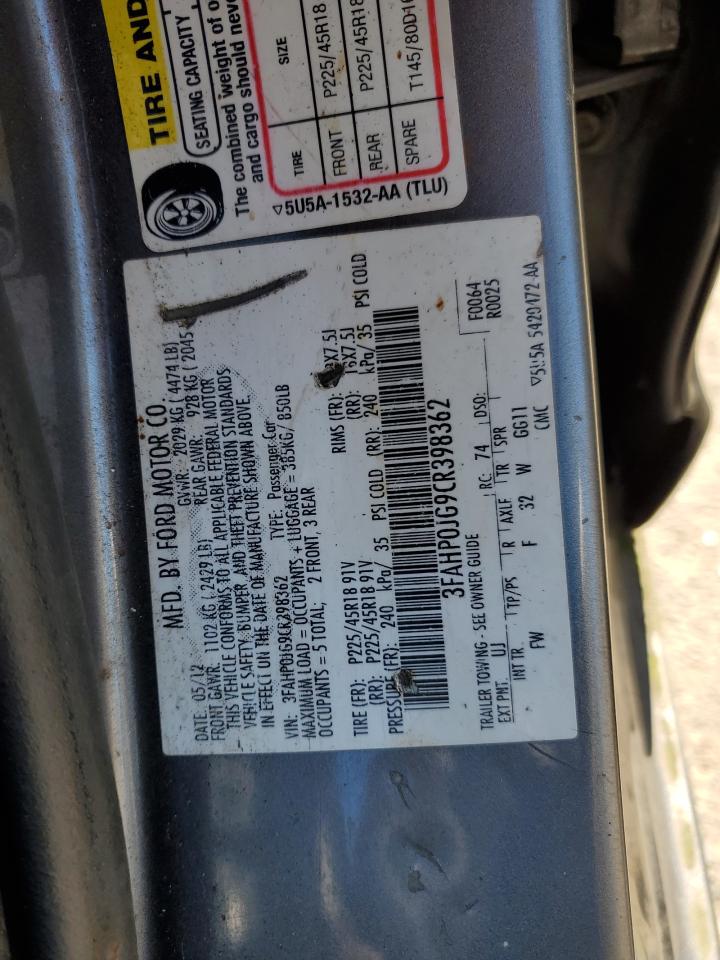 TIRE AND
SEATING CAPACITY
The combined weight of
and cargo should
TIRE SIZE
FRONT P225/45R18
REAR P225/45R18
SPARE
5U5A-1532-AA (TLU)
MFD. BY FORD MOTOR CO.
DATE: 05/12 GVWR: 2029 KG ( 4474 LB)
FRONT GAWR: 1102 KG ( 2429 LB) REAR GAWR: 928 KG ( 2045
THIS VEHICLE CONFORMS TO ALL APPLICABLE FEDERAL MOTOR
VEHICLE SAFETY, BUMPER, AND THEFT PREVENTION STANDARDS
IN EFFECT ON THE DATE OF MANUFACTURE SHOWN ABOVE.
VIN: 3FAHP0JG9CR398362 TYPE: Passenger Car
MAXIMUM LOAD = OCCUPANTS + LUGGAGE = 385KG/ 850LB
OCCUPANTS = 5 TOTAL; 2 FRONT, 3 REAR
TIRE (FR): P225/45R18 91V RIMS (FR): 8X7.5J
(RR): P225/45R18 91V (RR): 8X7.5J
PRESSURE (FR): 240 kPa/ 35 PSI COLD (RR): 240 kPa/ 35 PSI COLD
3FAHP0JG9CR398362
TRAILER TOWING - SEE OWNER GUIDE
EXT PNT: UJ RC: 74 DSO: F0064
R0025
INT TR. TP/PS R AXLE TR SPR
FW F 32 W GG11
CMC 5U5A 5420472 AA